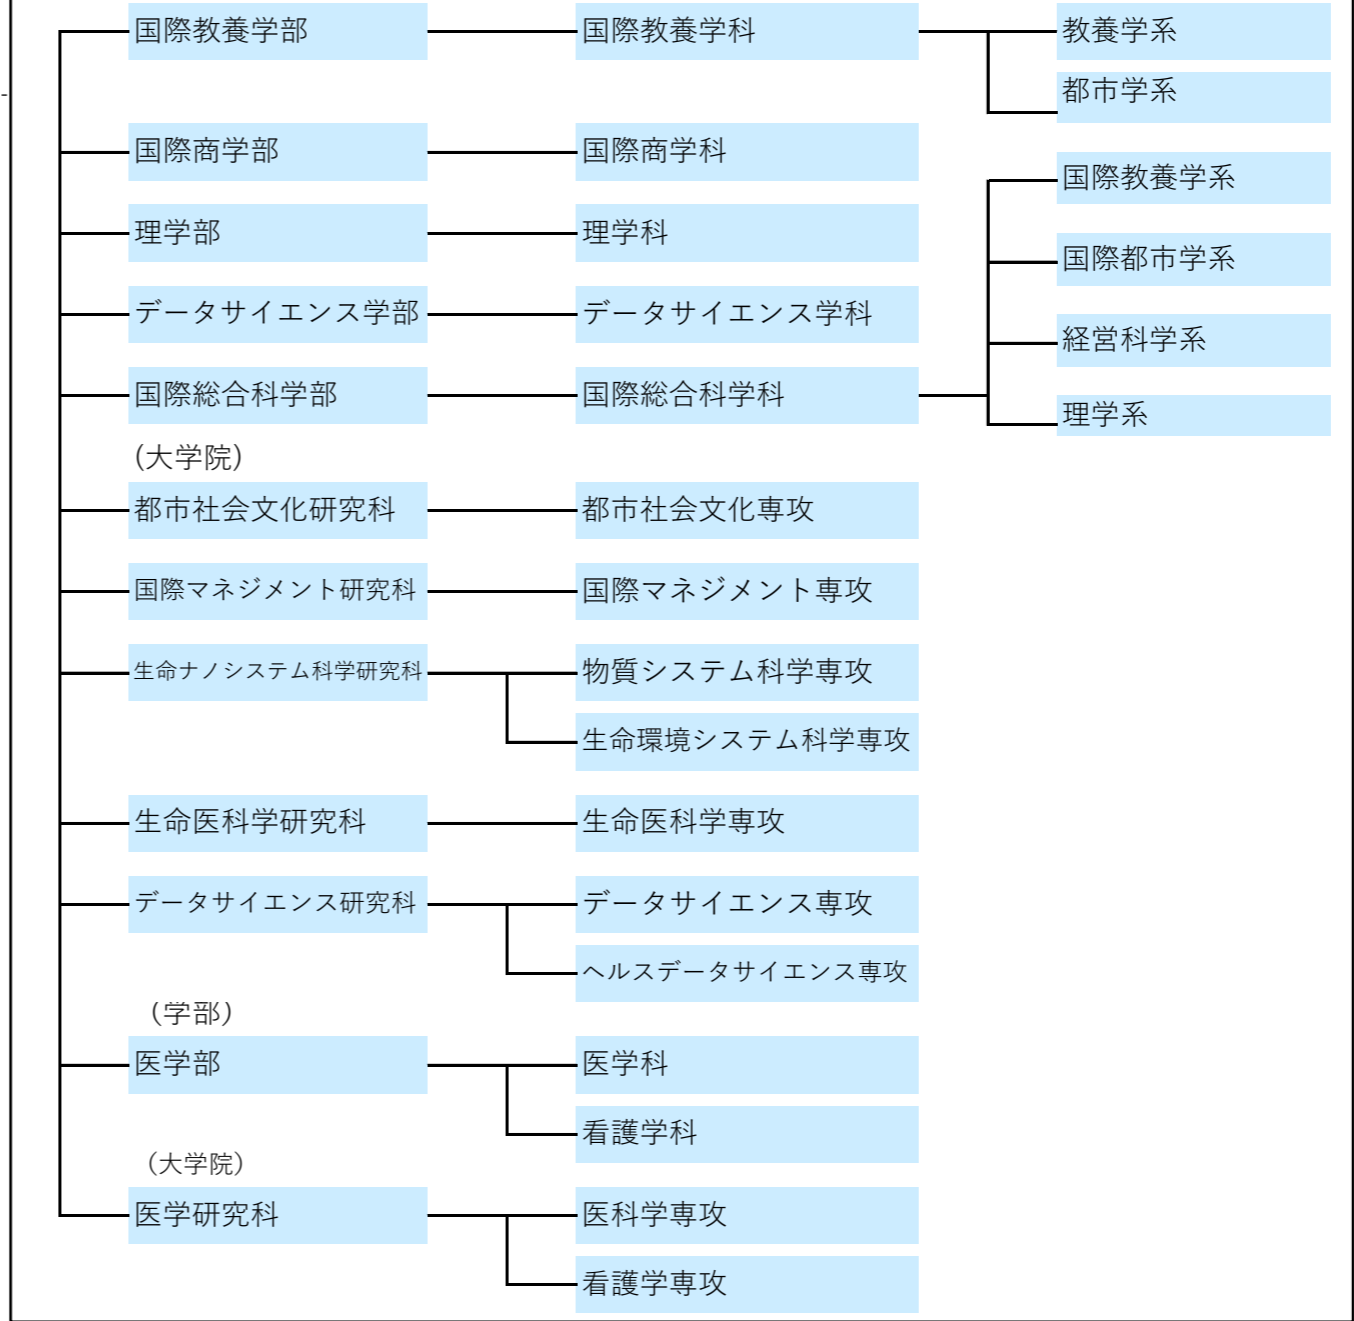 国際教養学部
国際教養学科
教養学系
都市学系
国際商学部
国際商学科
国際教養学系
理学部
理学科
国際都市学系
データサイエンス学部
データサイエンス学科
経営科学系
国際総合科学部
国際総合科学科
理学系
(大学院)
都市社会文化研究科
都市社会文化専攻
国際マネジメント研究科
国際マネジメント専攻
生命ナノシステム科学研究科
物質システム科学専攻
生命環境システム科学専攻
生命医科学研究科
生命医科学専攻
データサイエンス研究科
データサイエンス専攻
ヘルスデータサイエンス専攻
（学部）
医学部
医学科
看護学科
（大学院）
医学研究科
医科学専攻
看護学専攻